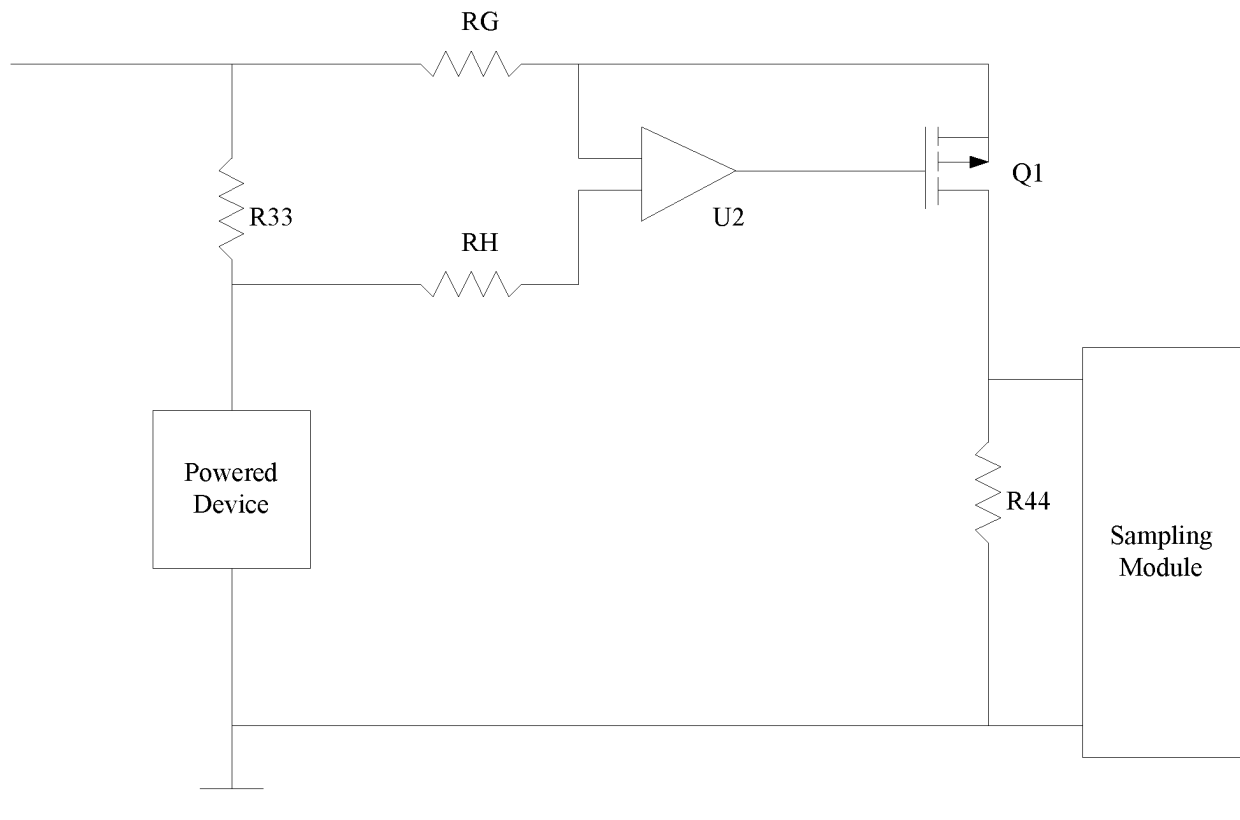 RG
Q1
R33
U2
RH
Powered
Device
R44
Sampling
Module